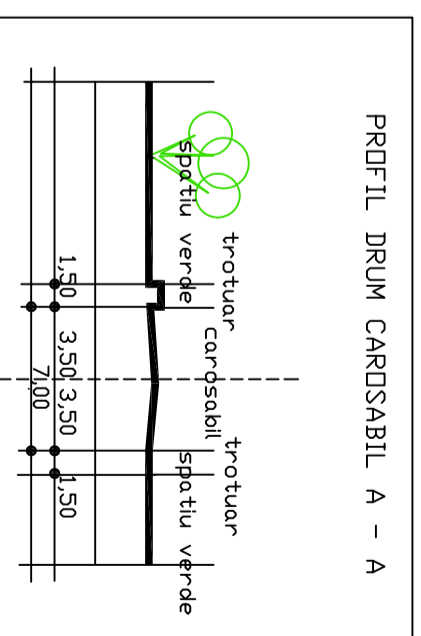 PROFIL DRUM CAROSABIL A - A
trotuar
trotuar
carosabil
spatiu verde
spatiu verde
1,50
3,50
3,50
1,50
7,00